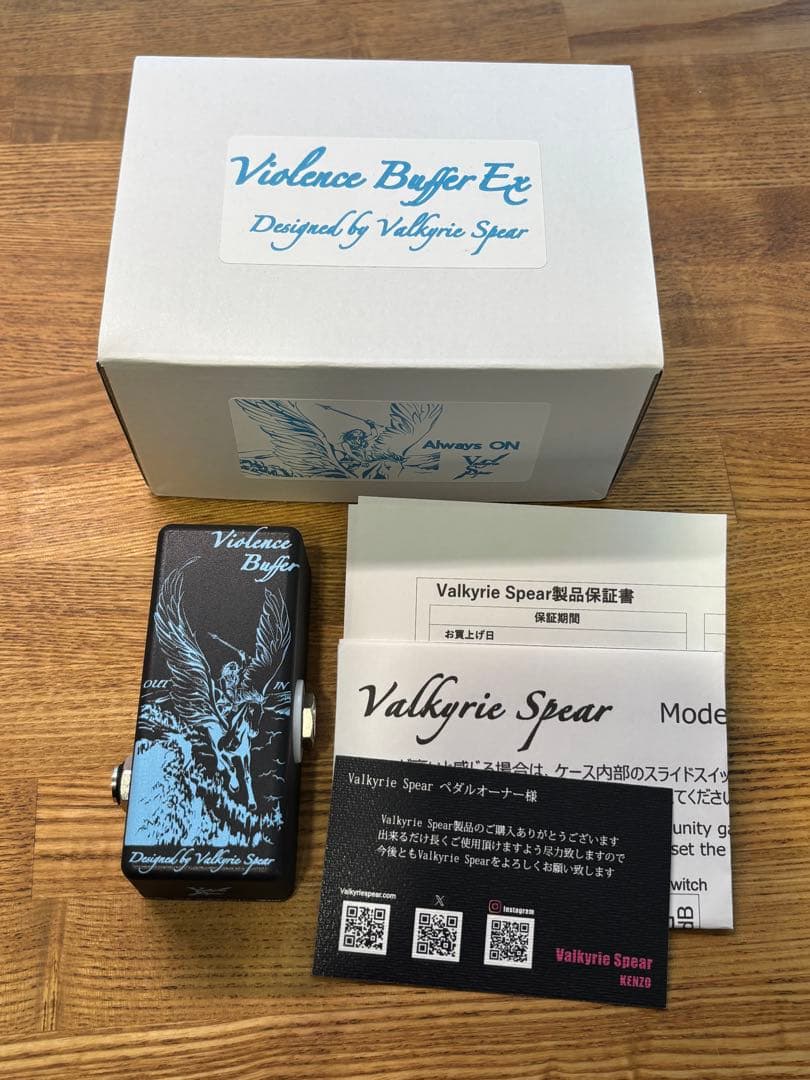 Violence Buffer Ex
Designed by Valkyrie Spear
Always ON
Violence
Buffer
OUT
IN
Designed by Valkyrie Spear
Valkyrie Spear製品保証書
保証期間
お買上げ日
Valkyrie Spear
Mode
感じる場合は、ケース内部のスライドスイッ
てくださ
unity ga
set the
witch
dB
Valkyrie Spear ペダルオーナー様
Valkyrie Spear製品のご購入ありがとうございます
出来るだけ長くご使用頂けますよう尽力致しますので
今後ともValkyrie Spearをよろしくお願い致します
Valkyriespear.com
X
Instagram
Valkyrie Spear
KENZO